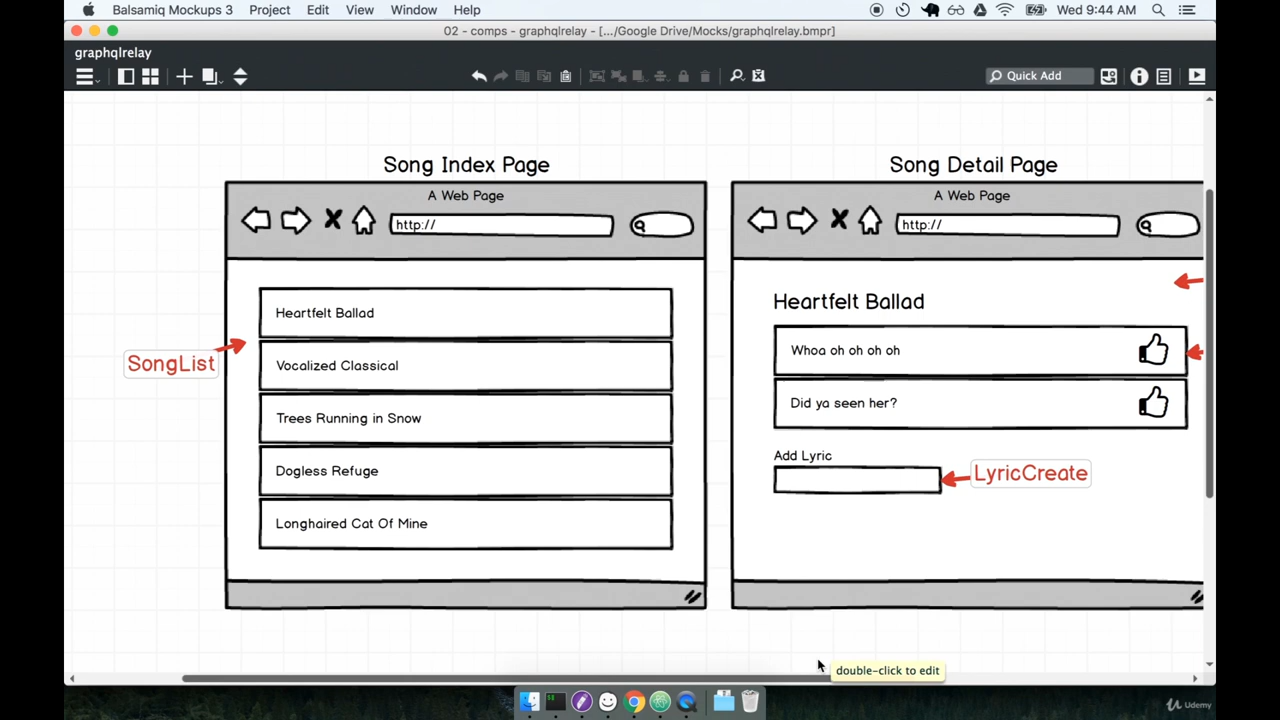 Balsamiq Mockups 3 Project Edit View Window Help Wed 9:44 AM
02 - comps - graphqlrelay - [.../Google Drive/Mocks/graphqlrelay.bmpr]
graphqlrelay
Quick Add
Song Index Page
A Web Page
http://
SongList
Heartfelt Ballad
Vocalized Classical
Trees Running in Snow
Dogless Refuge
Longhaired Cat Of Mine
Song Detail Page
A Web Page
http://
Heartfelt Ballad
Whoa oh oh oh oh
Did ya seen her?
Add Lyric
LyricCreate
double-click to edit
Udemy